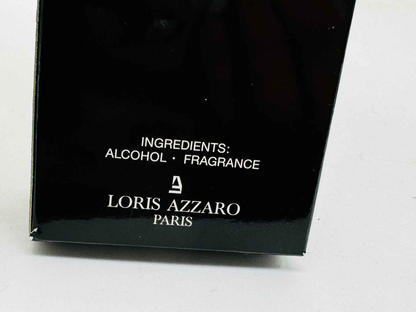 INGREDIENTS:
ALCOHOL · FRAGRANCE
LORIS AZZARO
PARIS